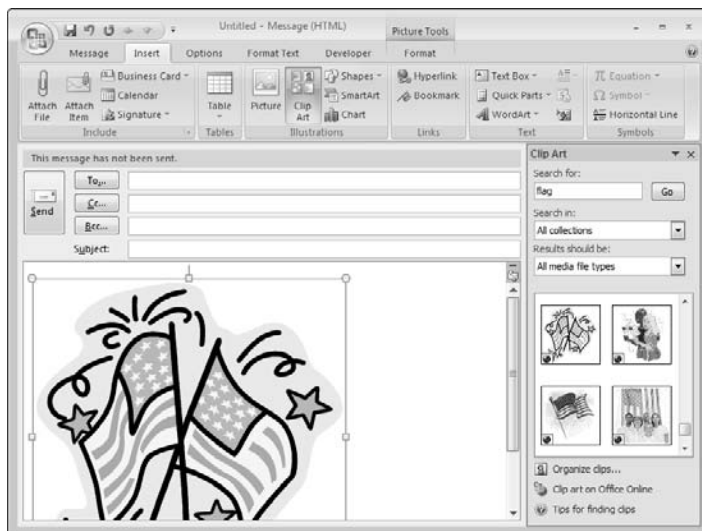 Untitled - Message (HTML)
Picture Tools
Message Insert Options Format Text Developer Format
Attach File
Attach Item
Business Card
Calendar
Signature
Include
Table
Tables
Picture
Clip Art
Shapes
SmartArt
Chart
Illustrations
Hyperlink
Bookmark
Links
Text Box
Quick Parts
WordArt
Text
Equation
Symbol
Horizontal Line
Symbols
This message has not been sent.
Send
To...
Cc...
Bcc...
Subject:
Clip Art
Search for:
flag
Go
Search in:
All collections
Results should be:
All media file types
Organize clips...
Clip art on Office Online
Tips for finding clips